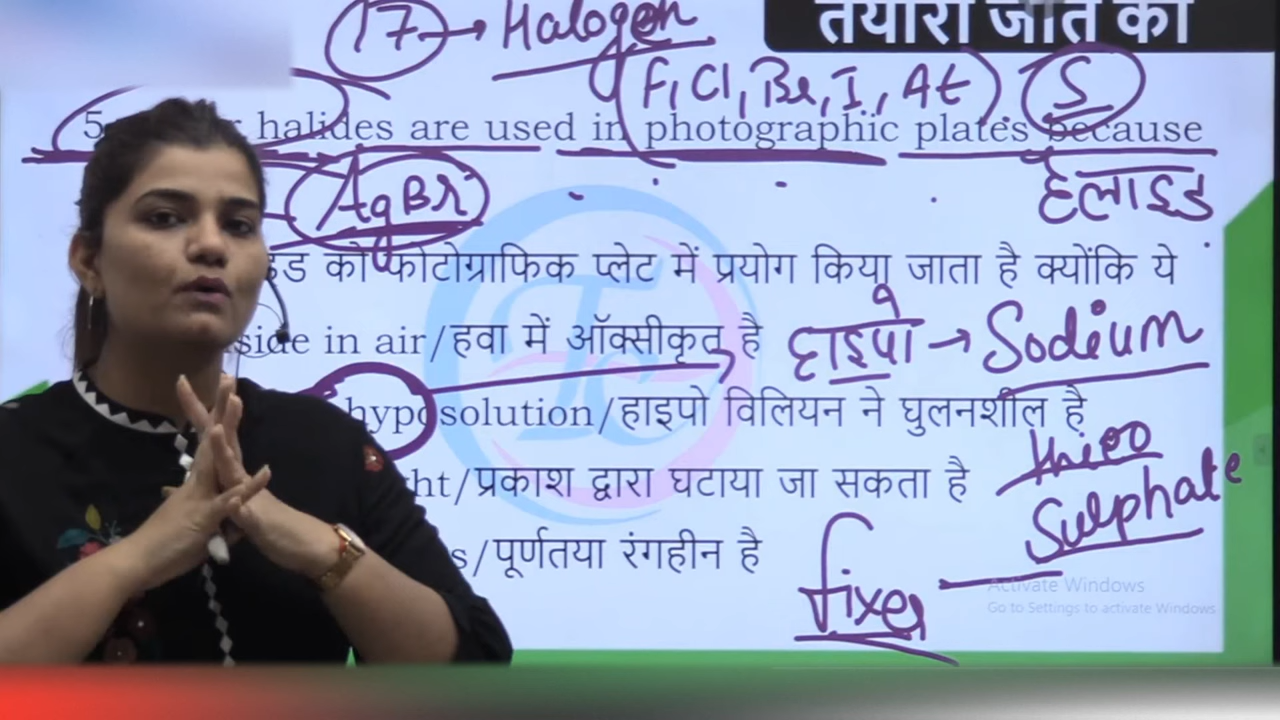 तैयारी जीत की
17 → Halogen
(F, Cl, Br, I, At) S
5 halides are used in photographic plates because
AgBr
हेलाइड
को फोटोग्राफिक प्लेट में प्रयोग किया जाता है क्योंकि ये
in air/हवा में ऑक्सीकृत है
हाइपो → Sodium
hypo solution/हाइपो विलियन ने घुलनशील है
thioo
ht/प्रकाश द्वारा घटाया जा सकता है
Sulphate
s/पूर्णतया रंगहीन है
fixer
Activate Windows
Go to Settings to activate Windows